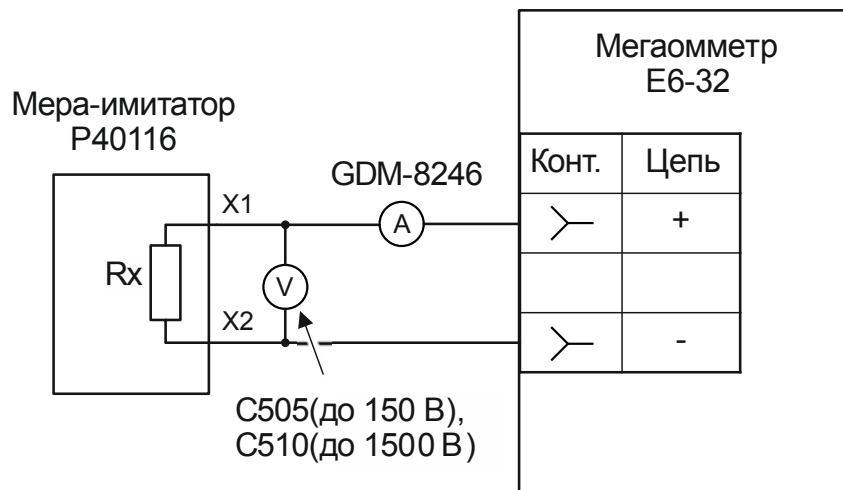 Мегаомметр
Е6-32
Мера-имитатор
Р40116
GDM-8246
Конт.
Цепь
X1
A
+
Rx
V
X2
-
С505(до 150 В),
С510(до 1500 В)